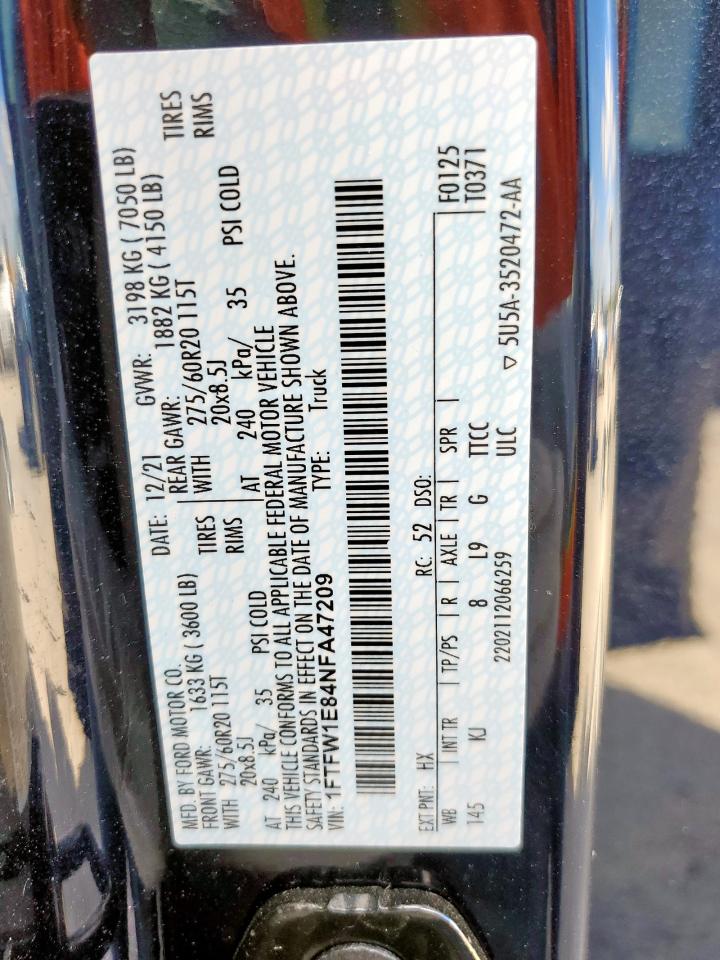 MFD. BY FORD MOTOR CO. DATE: 12/21 GVWR: 3198 KG ( 7050 LB)
FRONT GAWR: 1633 KG ( 3600 LB) REAR GAWR: 1882 KG ( 4150 LB)
WITH 275/60R20 115T TIRES WITH 275/60R20 115T TIRES
20x8.5J RIMS 20x8.5J RIMS
AT 240 kPa/ 35 PSI COLD AT 240 kPa/ 35 PSI COLD
THIS VEHICLE CONFORMS TO ALL APPLICABLE FEDERAL MOTOR VEHICLE
SAFETY STANDARDS IN EFFECT ON THE DATE OF MANUFACTURE SHOWN ABOVE.
VIN: 1FTFW1E84NFA47209 TYPE: Truck
EXT PNT: HX RC: 52 DSO: F0125
T0371
WB INT TR TP/PS R AXLE TR SPR
145 KJ 8 L9 G TTCC
ULC
2202112066259
▽ 5U5A-3520472-AA